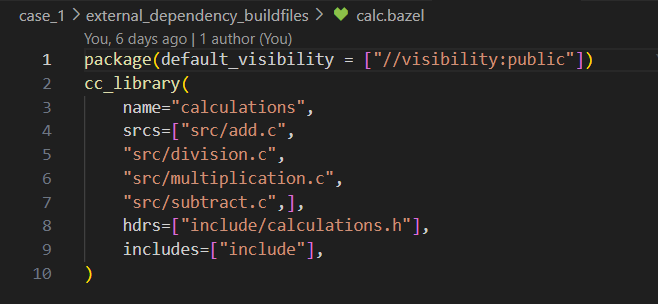 case_1 > external_dependency_buildfiles > calc.bazel
You, 6 days ago | 1 author (You)
1 package(default_visibility = ["//visibility:public"])
2 cc_library(
3     name="calculations",
4     srcs=["src/add.c",
5     "src/division.c",
6     "src/multiplication.c",
7     "src/subtract.c",],
8     hdrs=["include/calculations.h"],
9     includes=["include"],
10 )